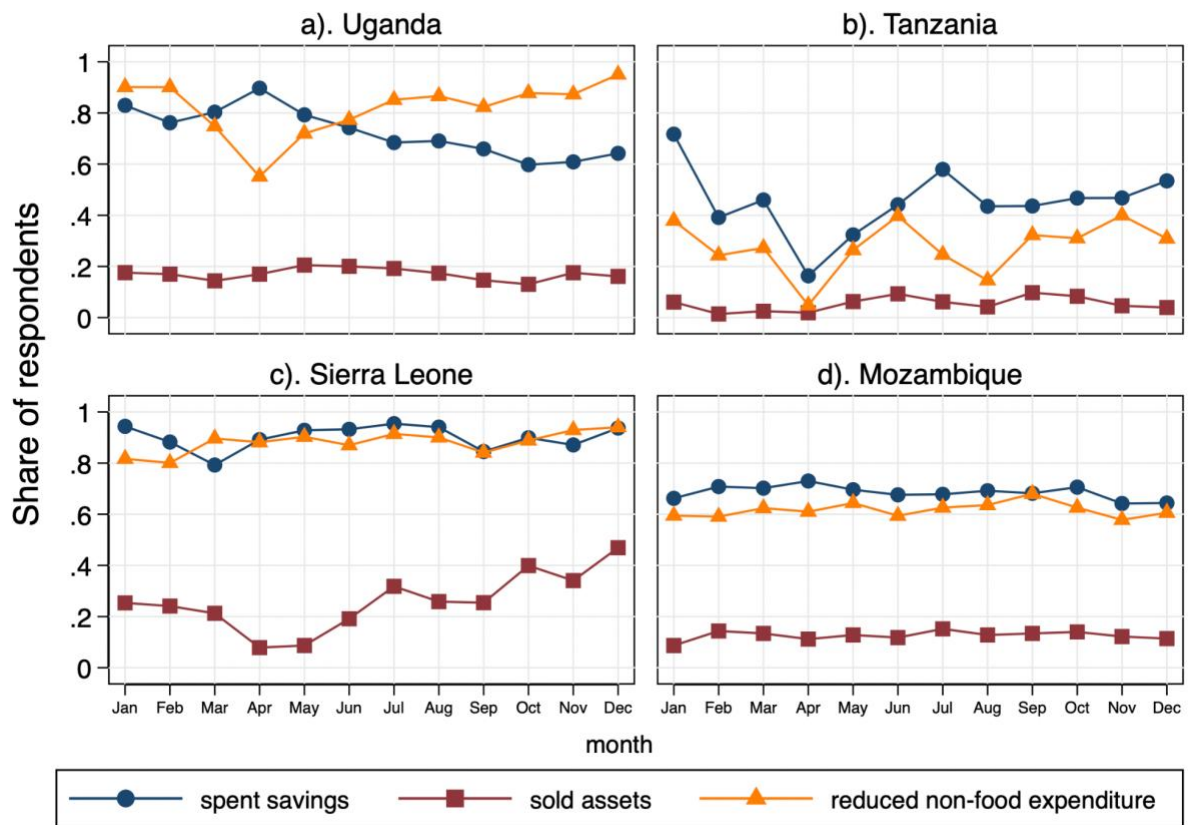 a). Uganda
b). Tanzania
1
.8
.6
.4
.2
0
c). Sierra Leone
d). Mozambique
1
.8
.6
.4
.2
0
Share of respondents
Jan Feb Mar Apr May Jun Jul Aug Sep Oct Nov Dec
Jan Feb Mar Apr May Jun Jul Aug Sep Oct Nov Dec
month
spent savings sold assets reduced non-food expenditure